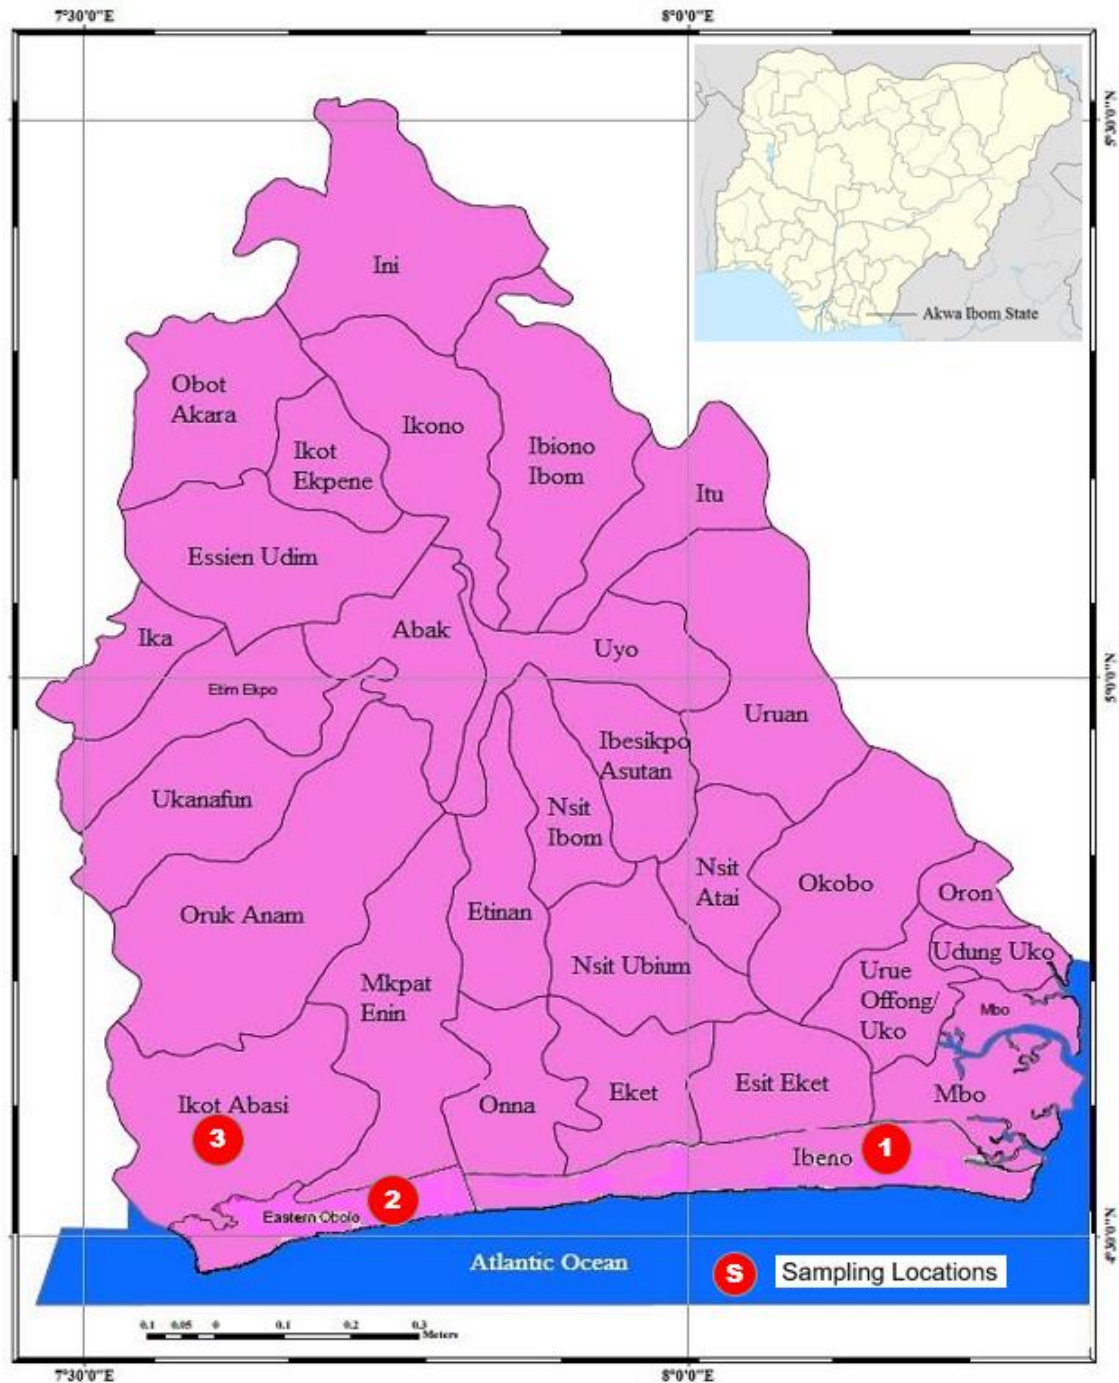 7°30'0"E
8°0'0"E
5°30'0"N
Akwa Ibom State
Ini
Obot
Akara
Ikono
Ikot
Ekpene
Ibiono
Ibom
Itu
Essien Udim
Ika
Abak
Uyo
5°0'0"N
Etim Ekpo
Uruan
Ibesikpo
Asutan
Ukanafun
Nsit
Ibom
Nsit
Atai
Okobo
Oron
Oruk Anam
Etinan
Udung Uko
Nsit Ubium
Urue
Offong/
Uko
Mkpat
Enin
Mbo
Esit Eket
Eket
Mbo
Ikot Abasi
Onna
3
1
Ibeno
2
Eastern Obolo
4°30'0"N
Atlantic Ocean
S
Sampling Locations
0.1 0.05 0 0.1 0.2 0.3
Meters
7°30'0"E
8°0'0"E